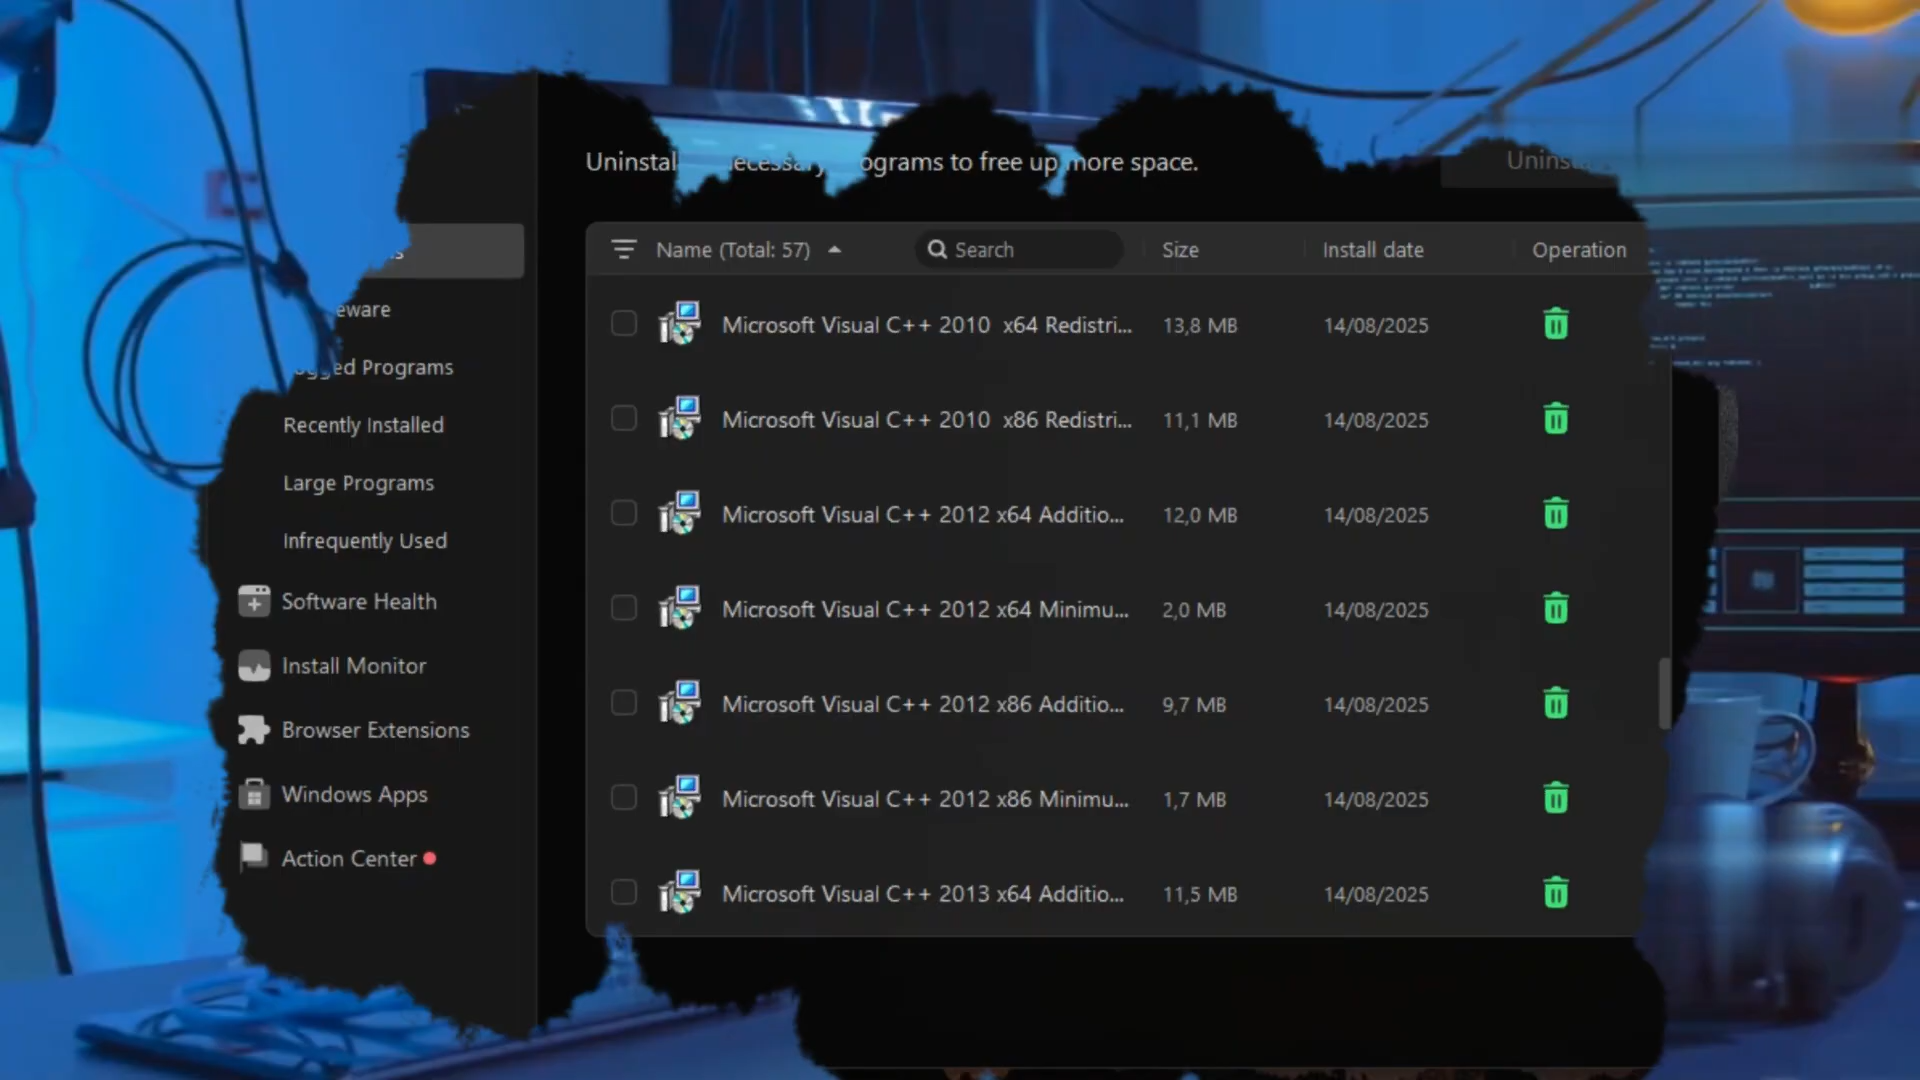 ograms to free up more space.
Name (Total: 57) Search Size Install date Operation
Microsoft Visual C++ 2010 x64 Redistri... 13,8 MB 14/08/2025
Microsoft Visual C++ 2010 x86 Redistri... 11,1 MB 14/08/2025
Microsoft Visual C++ 2012 x64 Additio... 12,0 MB 14/08/2025
Microsoft Visual C++ 2012 x64 Minimu... 2,0 MB 14/08/2025
Microsoft Visual C++ 2012 x86 Additio... 9,7 MB 14/08/2025
Microsoft Visual C++ 2012 x86 Minimu... 1,7 MB 14/08/2025
Microsoft Visual C++ 2013 x64 Additio... 11,5 MB 14/08/2025
eware
Programs
Recently Installed
Large Programs
Infrequently Used
Software Health
Install Monitor
Browser Extensions
Windows Apps
Action Center